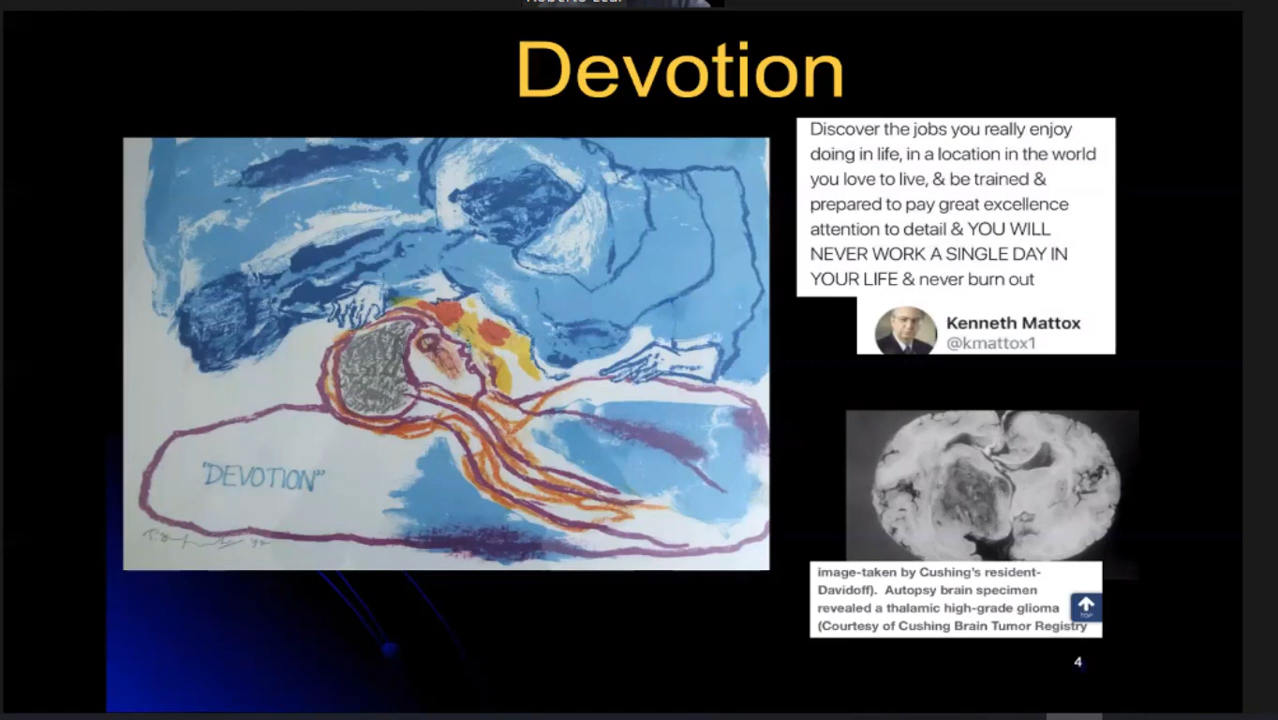 Devotion
Discover the jobs you really enjoy
doing in life, in a location in the world
you love to live, & be trained &
prepared to pay great excellence
attention to detail & YOU WILL
NEVER WORK A SINGLE DAY IN
YOUR LIFE & never burn out
Kenneth Mattox
@kmattox1
"DEVOTION"
image-taken by Cushing's resident-
Davidoff). Autopsy brain specimen
revealed a thalamic high-grade glioma
(Courtesy of Cushing Brain Tumor Registry
TOP
4